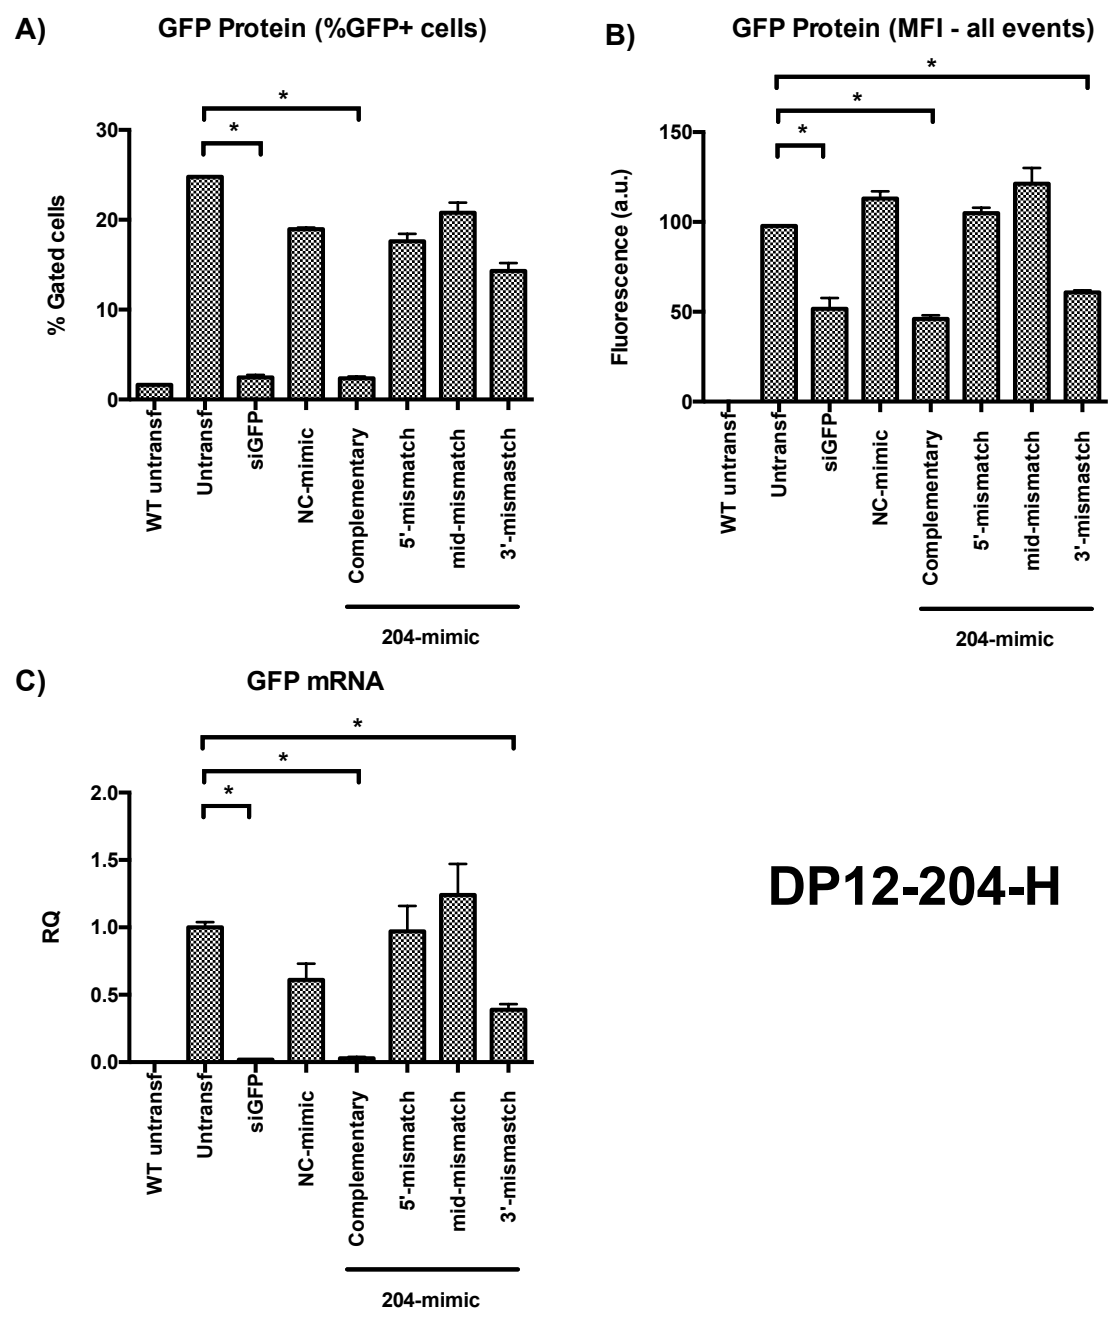 A)
GFP Protein (%GFP+ cells)
*
*
30
20
10
0
% Gated cells
WT untransf
Untransf
siGFP
NC-mimic
Complementary
5'-mismatch
mid-mismatch
3'-mismastch
204-mimic
B)
GFP Protein (MFI - all events)
*
*
*
150
100
50
0
Fluorescence (a.u.)
WT untransf
Untransf
siGFP
NC-mimic
Complementary
5'-mismatch
mid-mismatch
3'-mismastch
204-mimic
C)
GFP mRNA
*
*
*
2.0
1.5
1.0
0.5
0.0
RQ
WT untransf
Untransf
siGFP
NC-mimic
Complementary
5'-mismatch
mid-mismatch
3'-mismastch
204-mimic
DP12-204-H